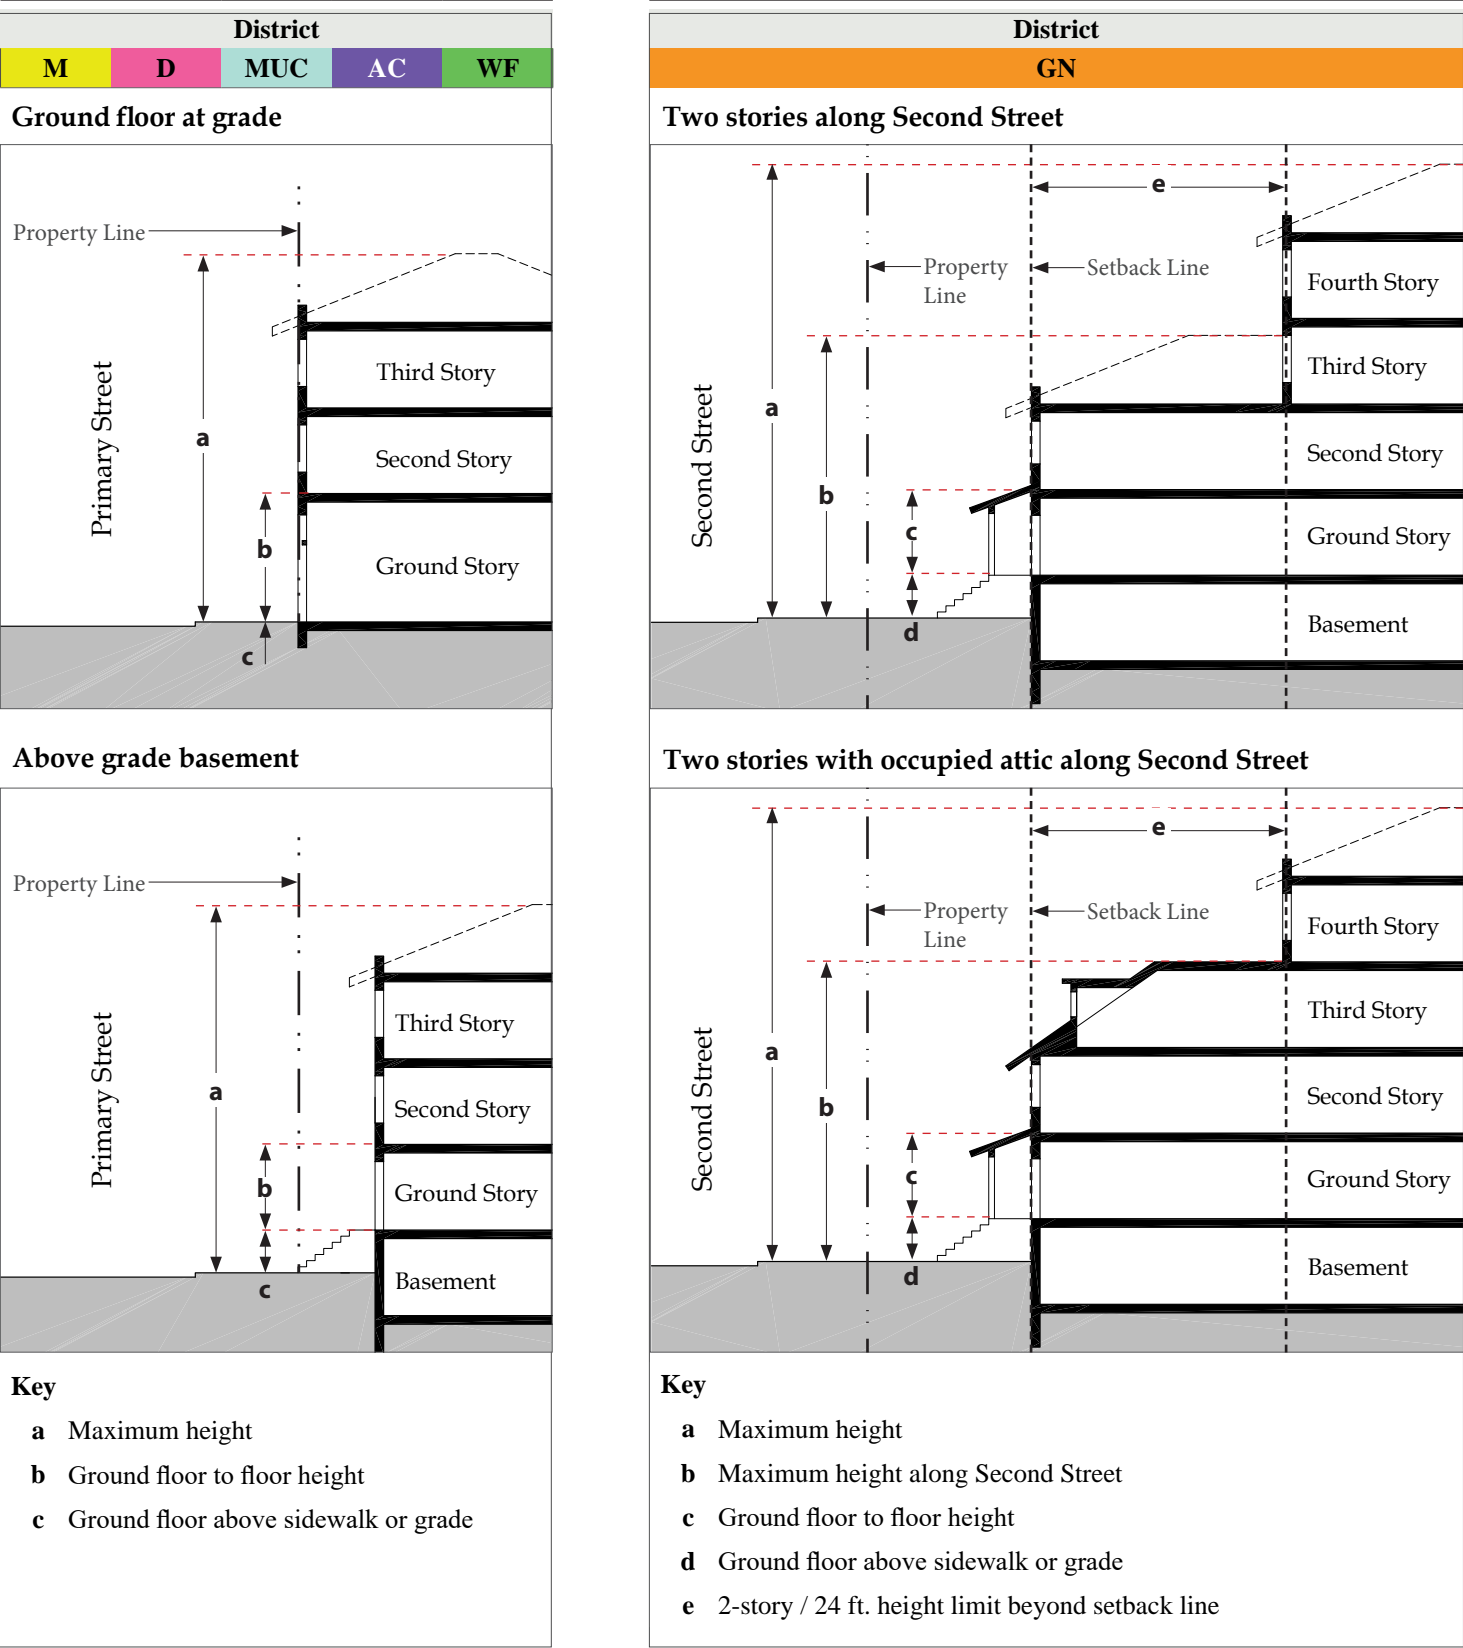 District
M D MUC AC WF
Ground floor at grade
Property Line
Primary Street
a
b
c
Third Story
Second Story
Ground Story
Above grade basement
Property Line
Primary Street
a
b
c
Third Story
Second Story
Ground Story
Basement
Key
a Maximum height
b Ground floor to floor height
c Ground floor above sidewalk or grade
District
GN
Two stories along Second Street
e
Property
Line
Setback Line
Second Street
a
b
c
d
Fourth Story
Third Story
Second Story
Ground Story
Basement
Two stories with occupied attic along Second Street
e
Property
Line
Setback Line
Second Street
a
b
c
d
Fourth Story
Third Story
Second Story
Ground Story
Basement
Key
a Maximum height
b Maximum height along Second Street
c Ground floor to floor height
d Ground floor above sidewalk or grade
e 2-story / 24 ft. height limit beyond setback line